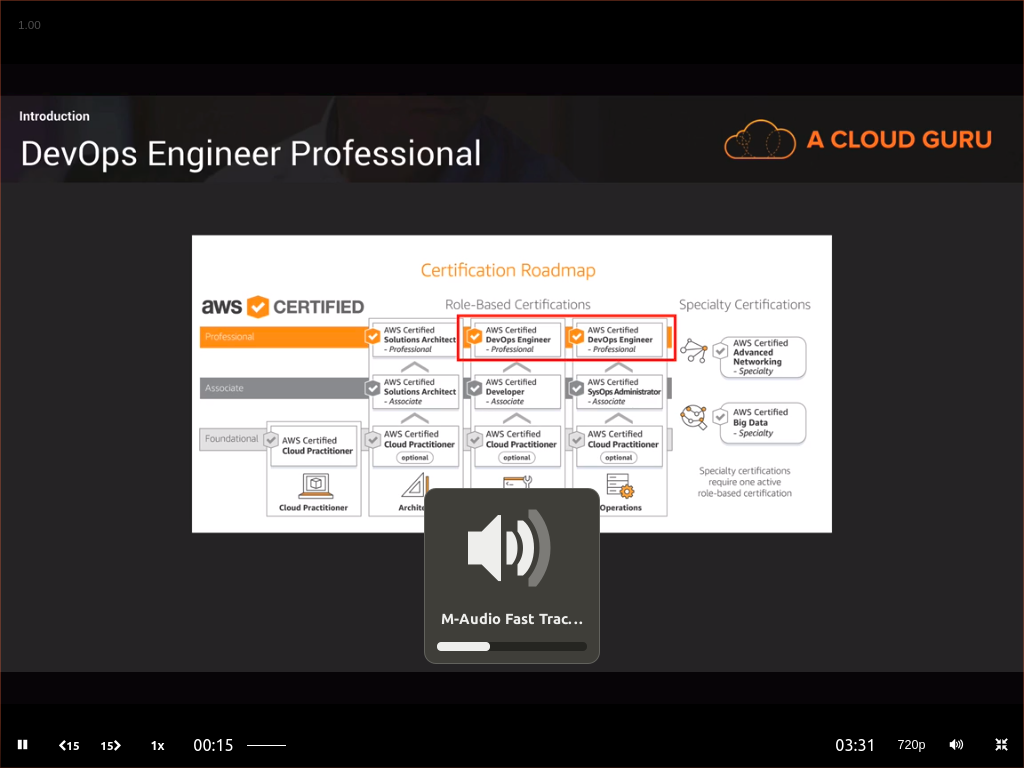 1.00
Introduction
DevOps Engineer Professional
A CLOUD GURU
Certification Roadmap
aws CERTIFIED
Role-Based Certifications
Specialty Certifications
Professional
AWS Certified
Solutions Architect
- Professional
AWS Certified
DevOps Engineer
- Professional
AWS Certified
DevOps Engineer
- Professional
AWS Certified
Advanced
Networking
- Specialty
Associate
AWS Certified
Solutions Architect
- Associate
AWS Certified
Developer
- Associate
AWS Certified
SysOps Administrator
- Associate
AWS Certified
Big Data
- Specialty
Foundational
AWS Certified
Cloud Practitioner
AWS Certified
Cloud Practitioner
optional
AWS Certified
Cloud Practitioner
optional
AWS Certified
Cloud Practitioner
optional
Specialty certifications
require one active
role-based certification
Cloud Practitioner
Archite
Operations
M-Audio Fast Trac...
15
15
1x
00:15
03:31
720p